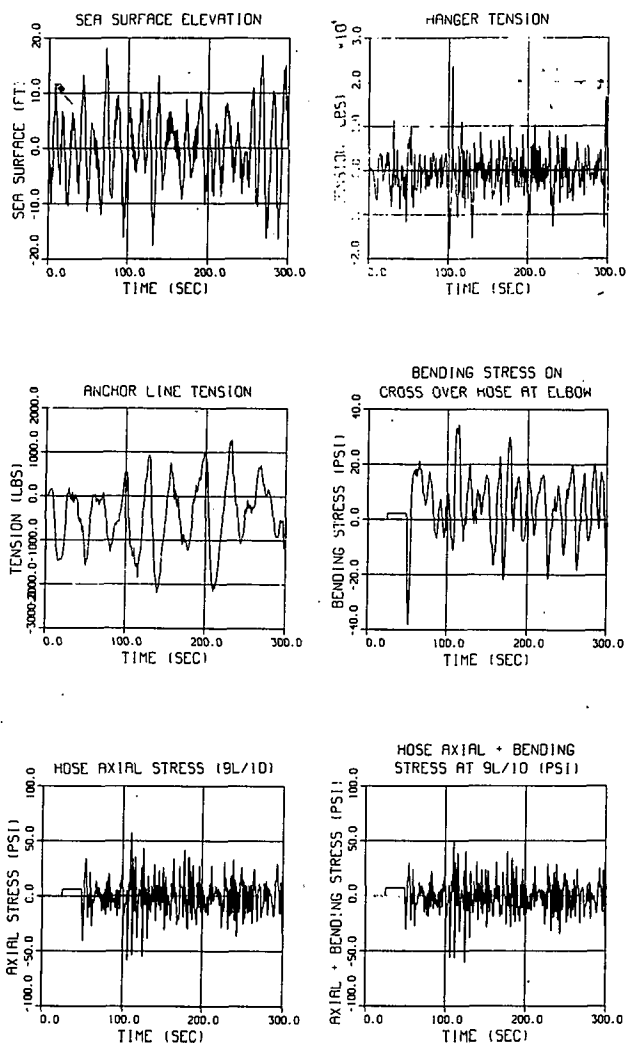 SEA SURFACE ELEVATION
SEA SURFACE (FT)
20.0
10.0
0.0
-10.0
-20.0
0.0 100.0 200.0 300.0
TIME (SEC)
HANGER TENSION
×10⁴
LBS)
3.0
2.0
-2.0
100.0 200.0 300.0
TIME (SEC)
ANCHOR LINE TENSION
TENSION (LBS)
2000.0
1000.0
0.0
-1000.0
-2000.0
-3000.0
0.0 100.0 200.0 300.0
TIME (SEC)
BENDING STRESS ON
CROSS OVER HOSE AT ELBOW
BENDING STRESS (PSI)
40.0
20.0
0.0
-20.0
-40.0
0.0 100.0 200.0 300.0
TIME (SEC)
HOSE AXIAL STRESS (9L/10)
AXIAL STRESS (PSI)
100.0
50.0
0.0
-50.0
-100.0
0.0 100.0 200.0 300.0
TIME (SEC)
HOSE AXIAL + BENDING
STRESS AT 9L/10 (PSI)
AXIAL + BENDING STRESS (PSI)
100.0
50.0
0.0
-50.0
-100.0
0.0 100.0 200.0 300.0
TIME (SEC)